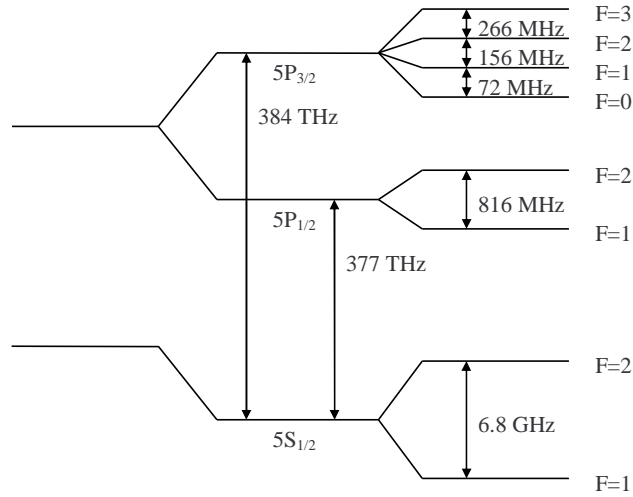 F=3
266 MHz
F=2
156 MHz
F=1
72 MHz
F=0
5P3/2
384 THz
F=2
816 MHz
F=1
5P1/2
377 THz
F=2
6.8 GHz
5S1/2
F=1